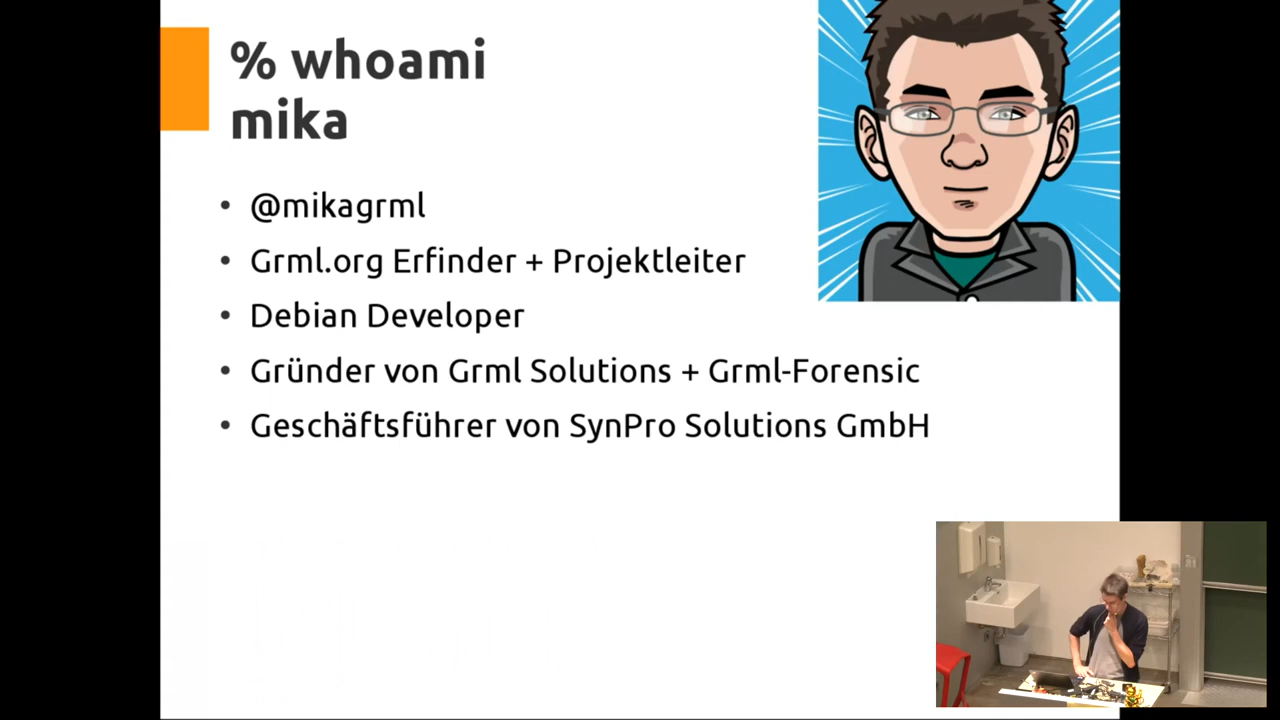 % whoami
mika
@mikagrml
Grml.org Erfinder + Projektleiter
Debian Developer
Gründer von Grml Solutions + Grml-Forensic
Geschäftsführer von SynPro Solutions GmbH